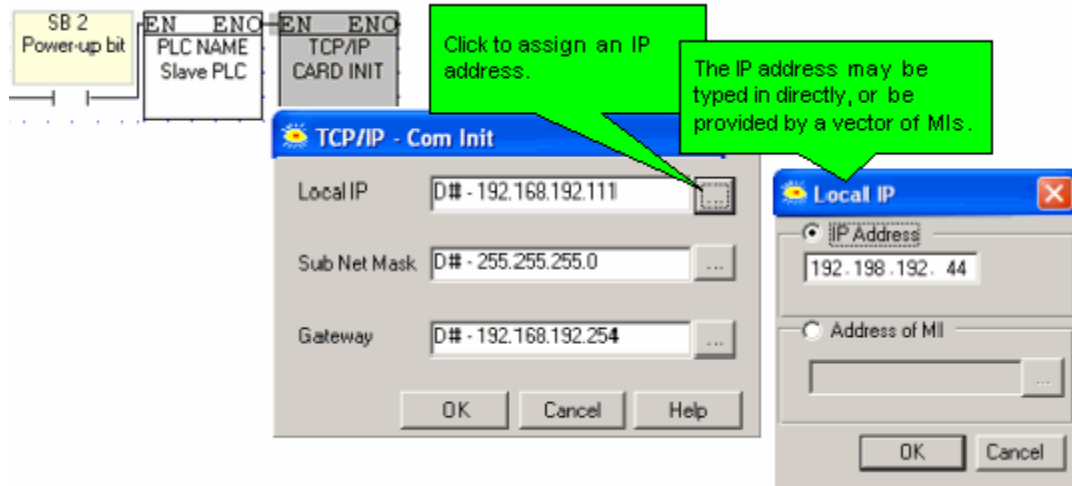 SB 2
Power-up bit
EN ENO
PLC NAME
Slave PLC
EN ENO
TCP/IP
CARD INIT
Click to assign an IP
address.
The IP address may be
typed in directly, or be
provided by a vector of MIs.
TCP/IP - Com Init
Local IP
D# - 192.168.192.111
...
Sub Net Mask
D# - 255.255.255.0
...
Gateway
D# - 192.168.192.254
...
OK
Cancel
Help
Local IP
IP Address
192 . 198 . 192 . 44
Address of MI
...
OK
Cancel